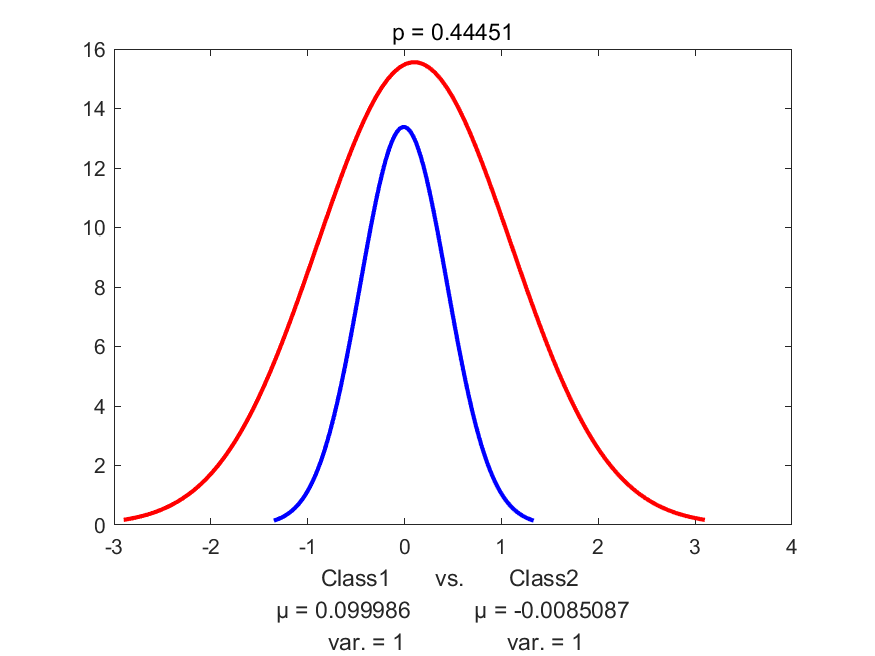 p = 0.44451
16
14
12
10
8
6
4
2
0
-3 -2 -1 0 1 2 3 4
Class1 vs. Class2
μ = 0.099986 μ = -0.0085087
var. = 1 var. = 1